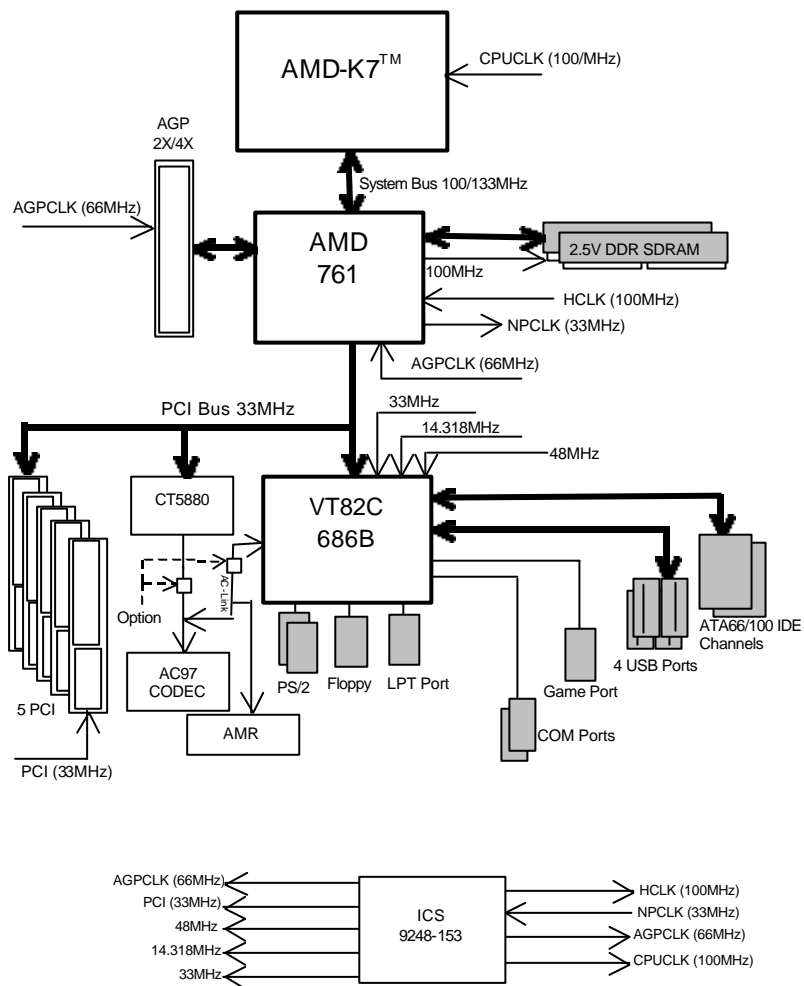 AMD-K7™
CPUCLK (100/MHz)
AGP
2X/4X
System Bus 100/133MHz
AGPCLK (66MHz)
AMD
761
2.5V DDR SDRAM
100MHz
HCLK (100MHz)
NPCLK (33MHz)
AGPCLK (66MHz)
PCI Bus 33MHz
33MHz
14.318MHz
48MHz
CT5880
VT82C
686B
AC-Link
Option
AC97
CODEC
PS/2
Floppy
LPT Port
Game Port
4 USB Ports
ATA66/100 IDE
Channels
5 PCI
AMR
COM Ports
PCI (33MHz)
AGPCLK (66MHz)
PCI (33MHz)
48MHz
14.318MHz
33MHz
ICS
9248-153
HCLK (100MHz)
NPCLK (33MHz)
AGPCLK (66MHz)
CPUCLK (100MHz)